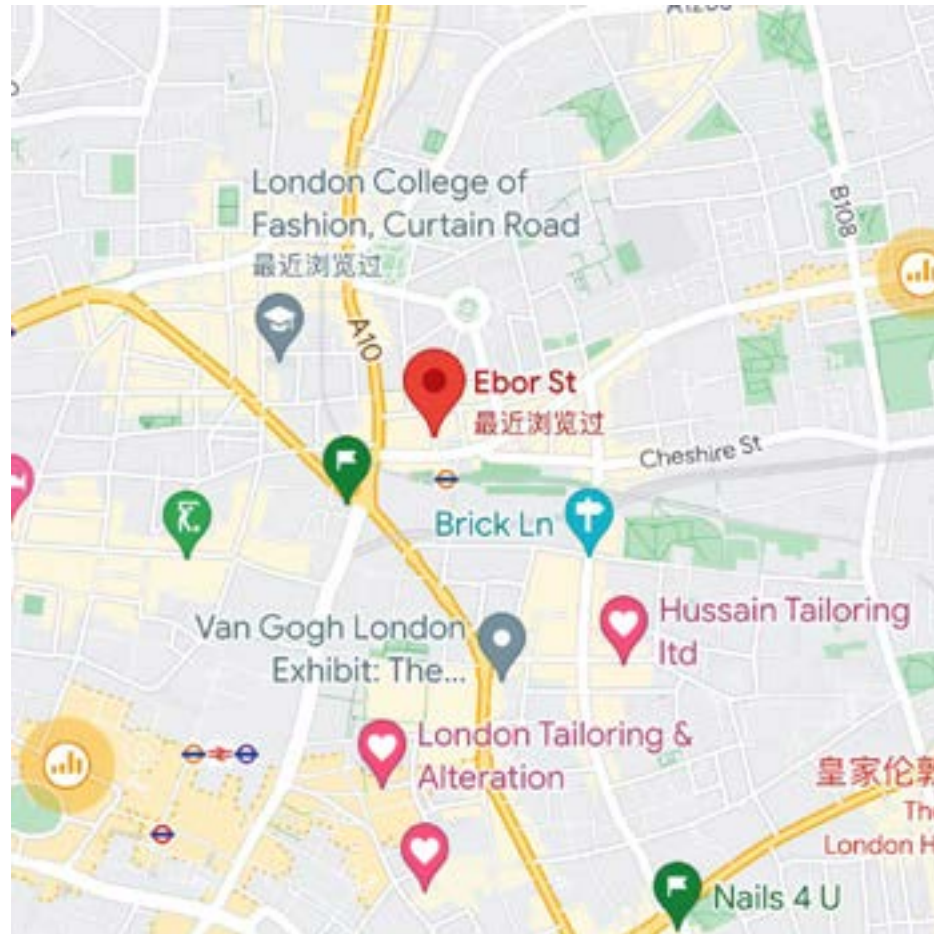 London College of
Fashion, Curtain Road
最近浏览过
B108
A10
Ebor St
最近浏览过
Cheshire St
Brick Ln
Van Gogh London
Exhibit: The...
Hussain Tailoring
ltd
London Tailoring &
Alteration
皇家伦敦
The
London H
Nails 4 U